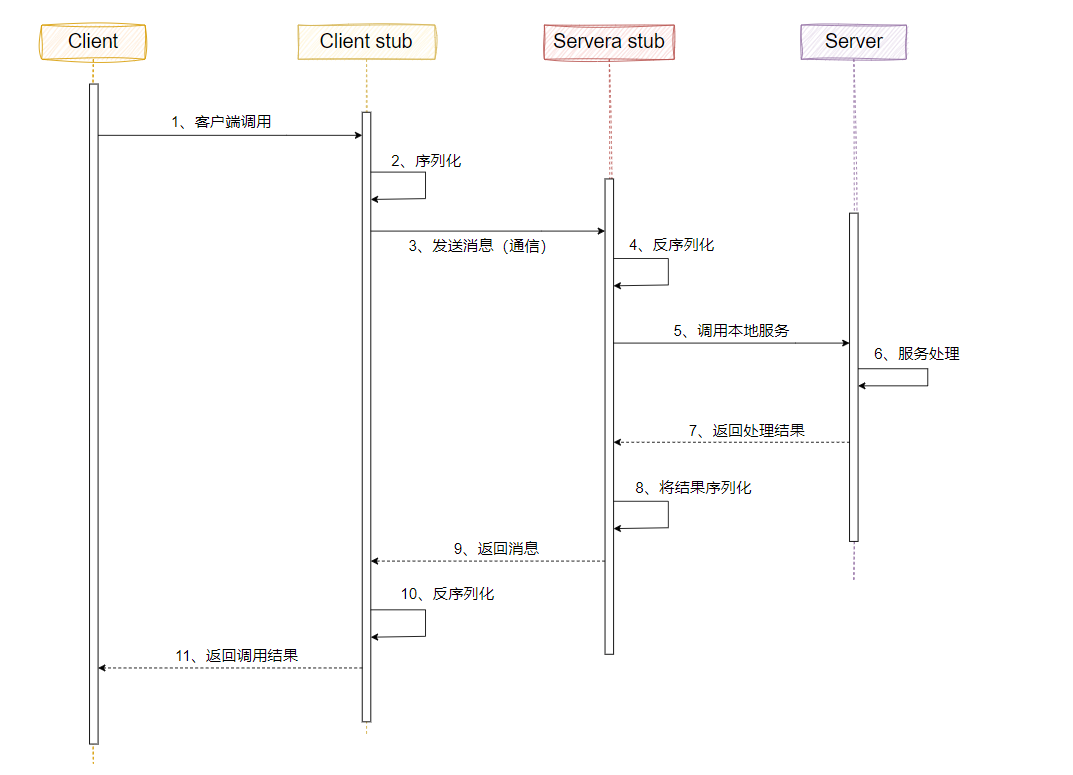 Client
Client stub
Servera stub
Server
1、客户端调用
2、序列化
3、发送消息（通信）
4、反序列化
5、调用本地服务
6、服务处理
7、返回处理结果
8、将结果序列化
9、返回消息
10、反序列化
11、返回调用结果